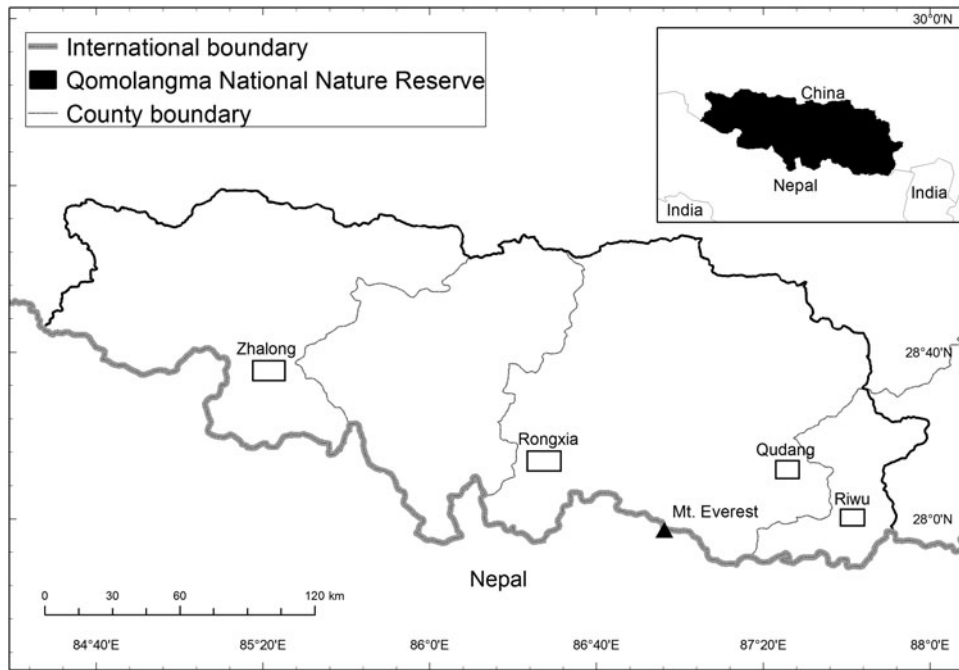 30°0'N
International boundary
Qomolangma National Nature Reserve
County boundary
China
Nepal
India
India
Zhalong
28°40'N
Rongxia
Qudang
Riwu
Mt. Everest
28°0'N
Nepal
0 30 60 120 km
84°40'E 85°20'E 86°0'E 86°40'E 87°20'E 88°0'E